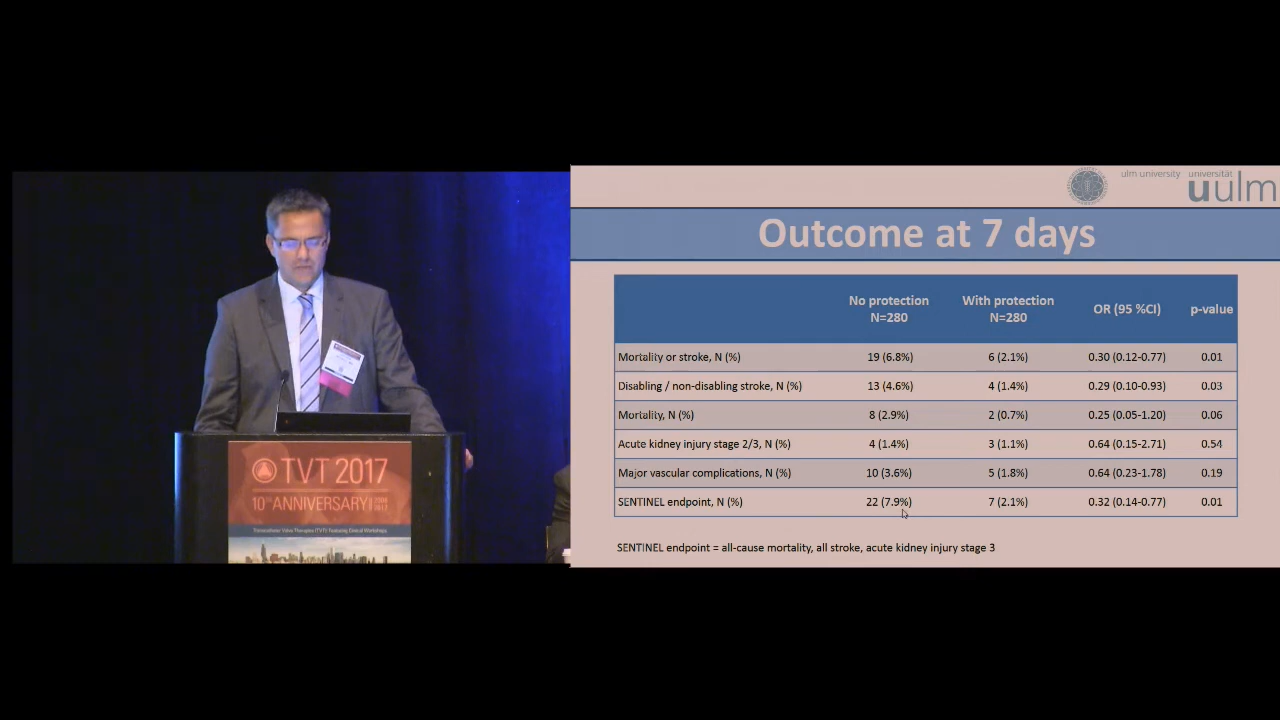 ulm university universität
uulm
Outcome at 7 days
No protection N=280 With protection N=280 OR (95 %CI) p-value
Mortality or stroke, N (%) 19 (6.8%) 6 (2.1%) 0.30 (0.12-0.77) 0.01
Disabling / non-disabling stroke, N (%) 13 (4.6%) 4 (1.4%) 0.29 (0.10-0.93) 0.03
Mortality, N (%) 8 (2.9%) 2 (0.7%) 0.25 (0.05-1.20) 0.06
Acute kidney injury stage 2/3, N (%) 4 (1.4%) 3 (1.1%) 0.64 (0.15-2.71) 0.54
Major vascular complications, N (%) 10 (3.6%) 5 (1.8%) 0.64 (0.23-1.78) 0.19
SENTINEL endpoint, N (%) 22 (7.9%) 7 (2.1%) 0.32 (0.14-0.77) 0.01
SENTINEL endpoint = all-cause mortality, all stroke, acute kidney injury stage 3
TVT 2017
10TH ANNIVERSARY
Transcatheter Valve Therapies (TVT) Featuring Clinical Workshops